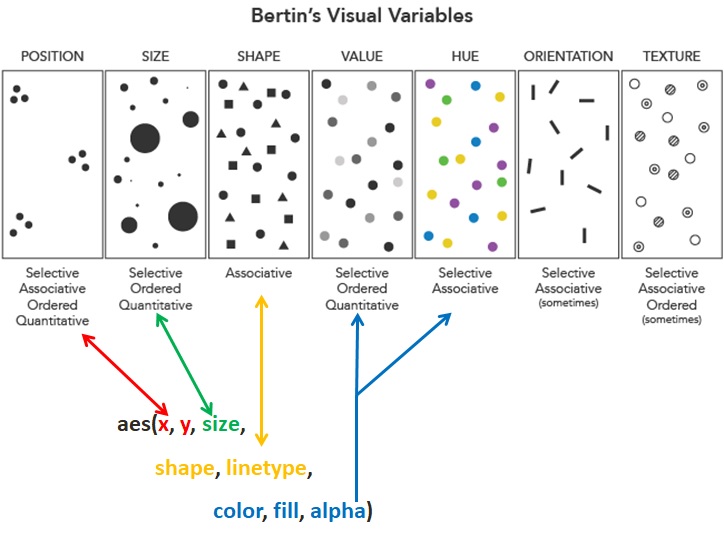 Bertin's Visual Variables
POSITION
SIZE
SHAPE
VALUE
HUE
ORIENTATION
TEXTURE
Selective
Associative
Ordered
Quantitative
Selective
Ordered
Quantitative
Associative
Selective
Ordered
Quantitative
Selective
Associative
Selective
Associative
(sometimes)
Selective
Associative
Ordered
(sometimes)
aes(x, y, size,
shape, linetype,
color, fill, alpha)